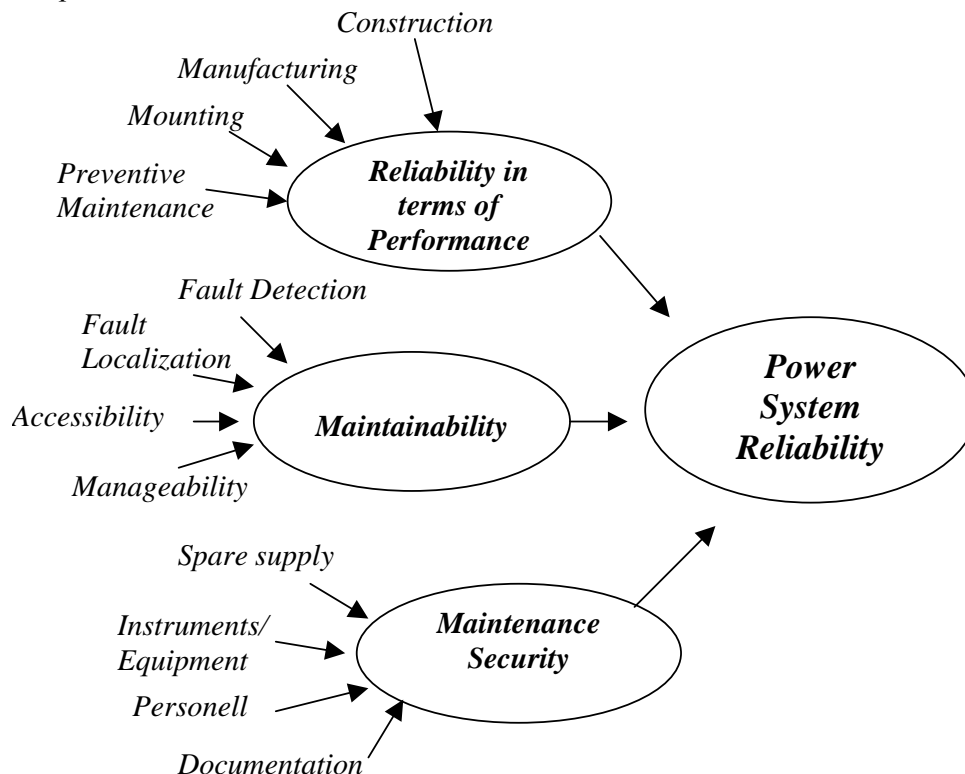 Construction
Manufacturing
Mounting
Preventive
Maintenance
Reliability in
terms of
Performance
Fault Detection
Fault
Localization
Accessibility
Manageability
Maintainability
Power
System
Reliability
Spare supply
Instruments/
Equipment
Personell
Documentation
Maintenance
Security